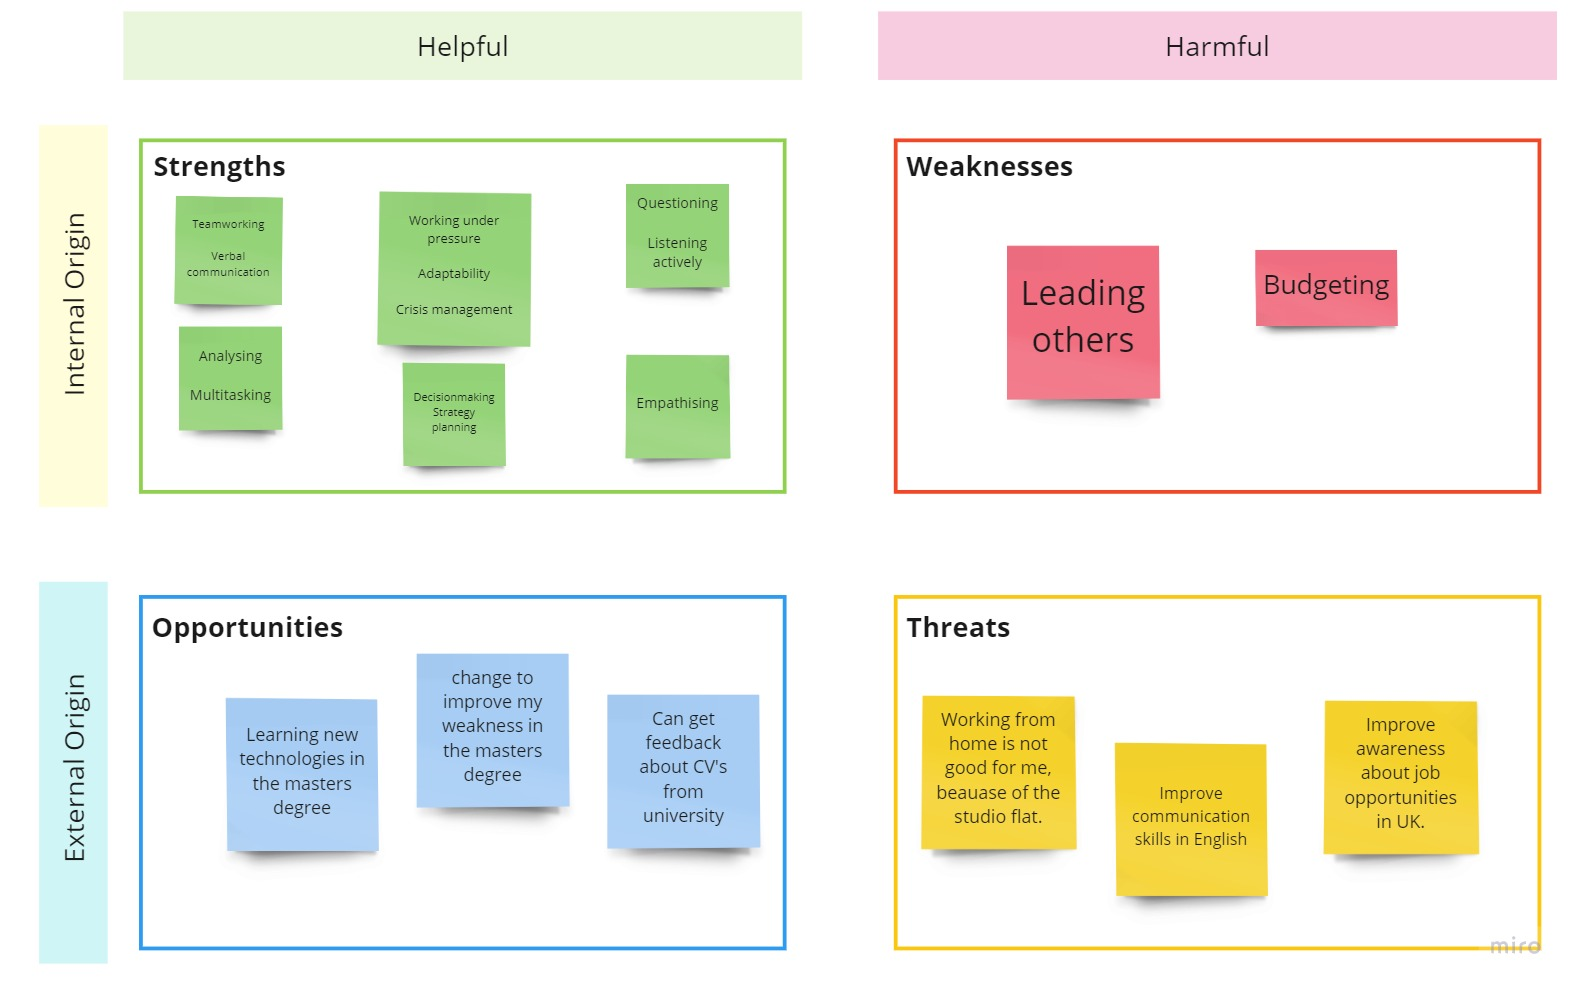 Helpful
Harmful
Internal Origin
Strengths
Teamworking
Verbal
communication
Working under
pressure
Adaptability
Crisis management
Questioning
Listening
actively
Analysing
Multitasking
Decisionmaking
Strategy
planning
Empathising
Weaknesses
Leading
others
Budgeting
External Origin
Opportunities
Learning new
technologies in
the masters
degree
change to
improve my
weakness in
the masters
degree
Can get
feedback
about CV's
from
university
Threats
Working from
home is not
good for me,
beauase of the
studio flat.
Improve
communication
skills in English
Improve
awareness
about job
opportunities
in UK.
miro